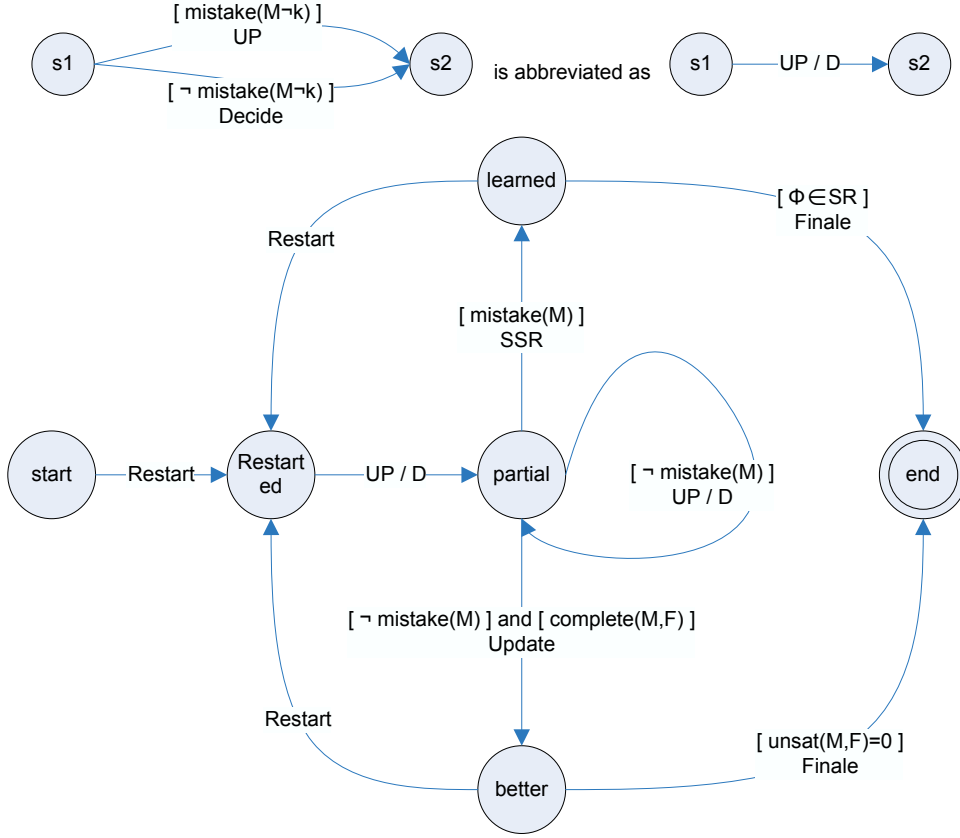 [ mistake(M¬k) ]
UP
s1
s2
[ ¬ mistake(M¬k) ]
Decide
is abbreviated as
s1
UP / D
s2
learned
[ Φ∈SR ]
Finale
Restart
[ mistake(M) ]
SSR
start
Restart
Restart
ed
UP / D
partial
[ ¬ mistake(M) ]
UP / D
end
[ ¬ mistake(M) ] and [ complete(M,F) ]
Update
Restart
[ unsat(M,F)=0 ]
Finale
better